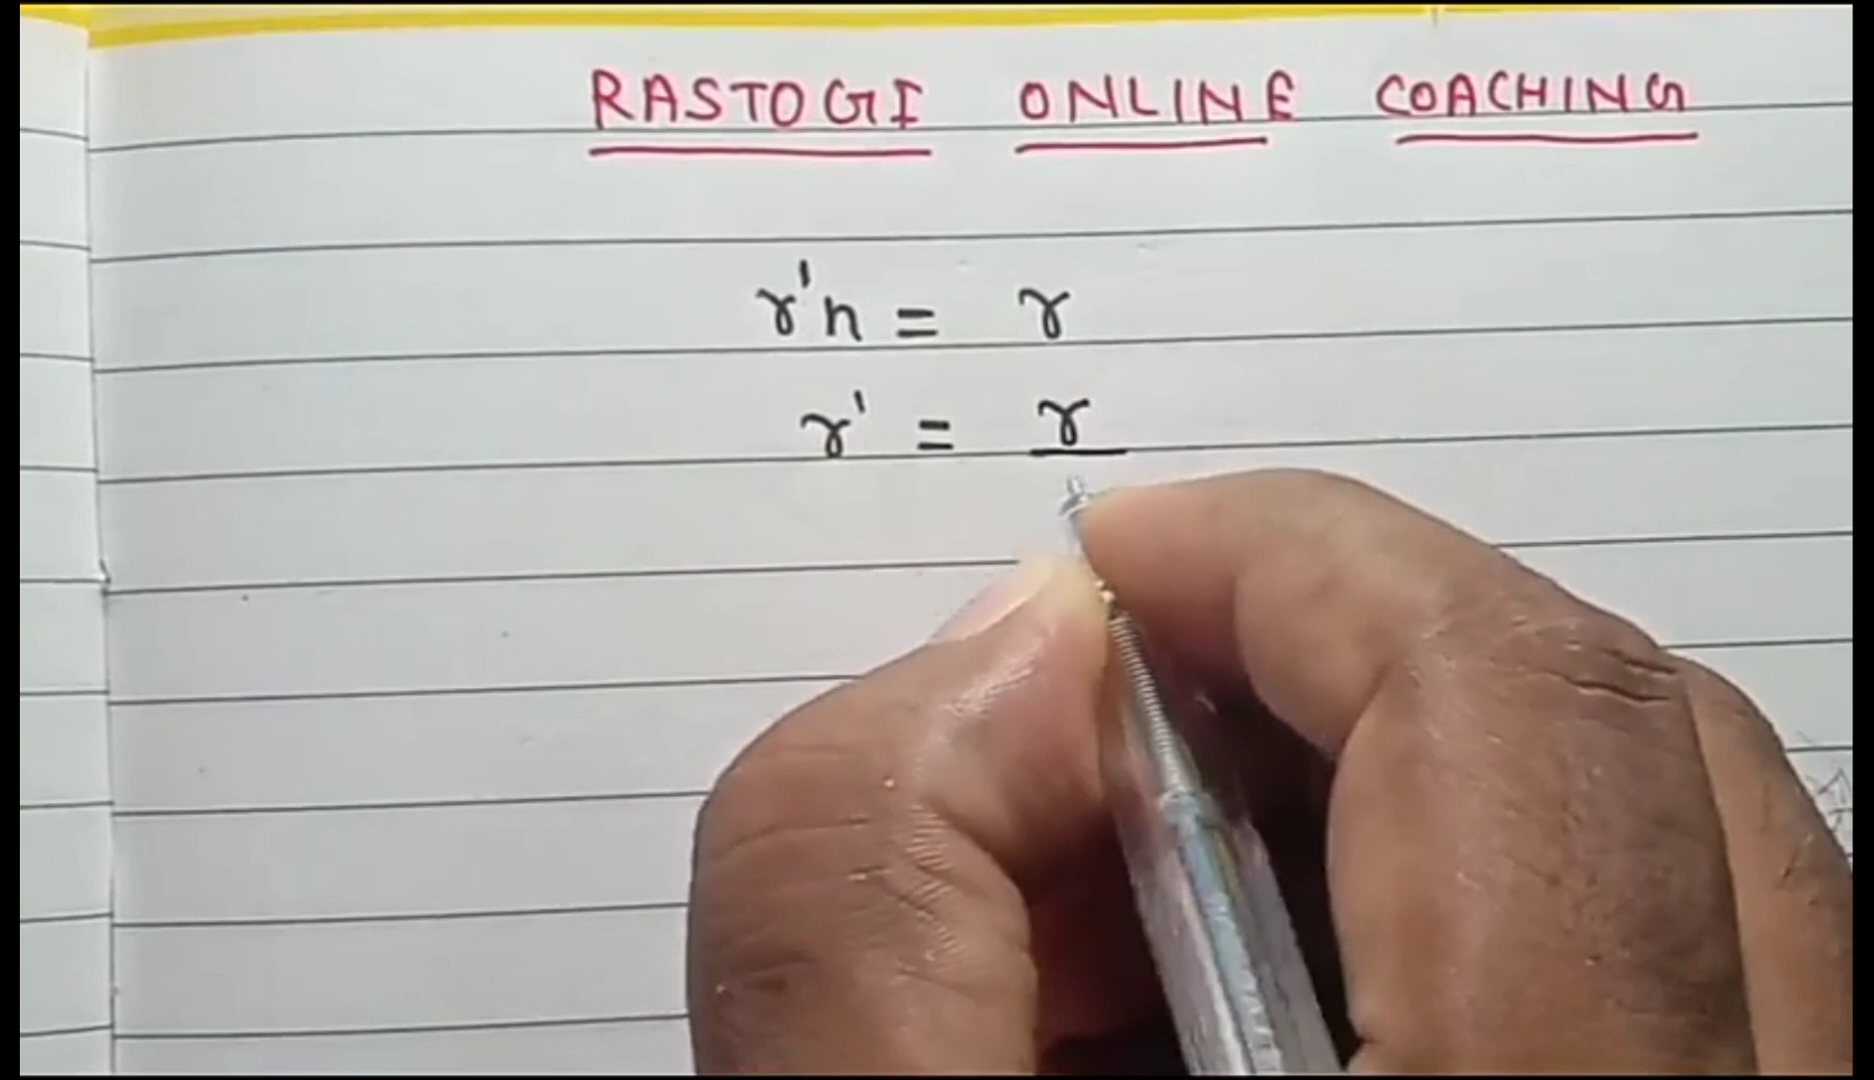 RASTOGI ONLINE COACHING
r'n = r
r' = r